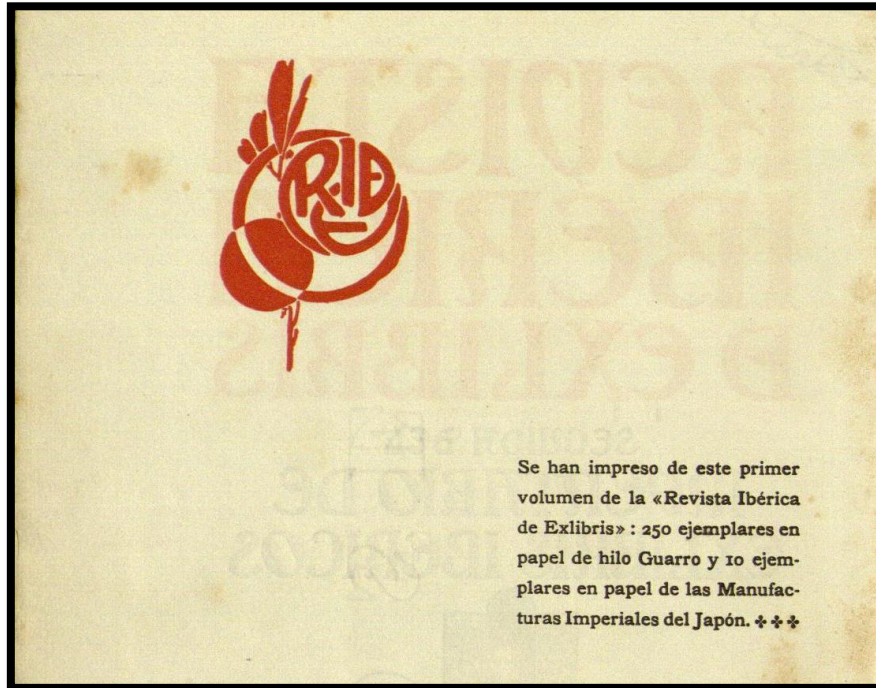 R·I·E
Se han impreso de este primer
volumen de la «Revista Ibérica
de Exlibris» : 250 ejemplares en
papel de hilo Guarro y 10 ejem-
plares en papel de las Manufac-
turas Imperiales del Japón. ✤ ✤ ✤